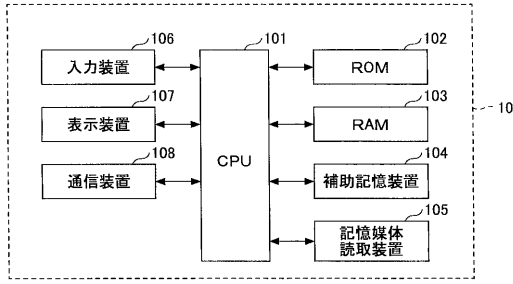 106
入力装置
101
CPU
102
ROM
107
表示装置
103
RAM
10
108
通信装置
104
補助記憶装置
105
記憶媒体
読取装置